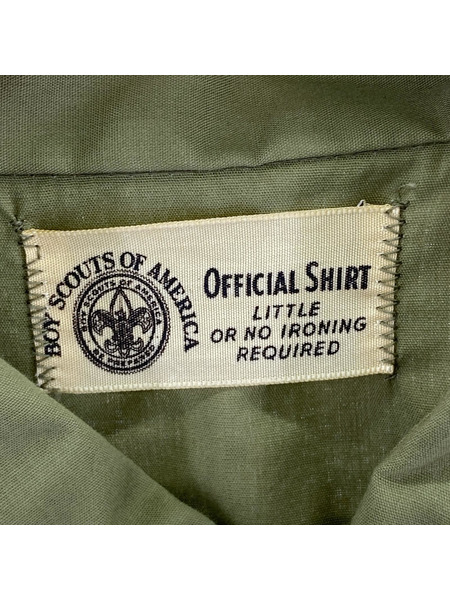 BOY SCOUTS OF AMERICA
BOY SCOUTS OF AMERICA
BE PREPARED
OFFICIAL SHIRT
LITTLE
OR NO IRONING
REQUIRED